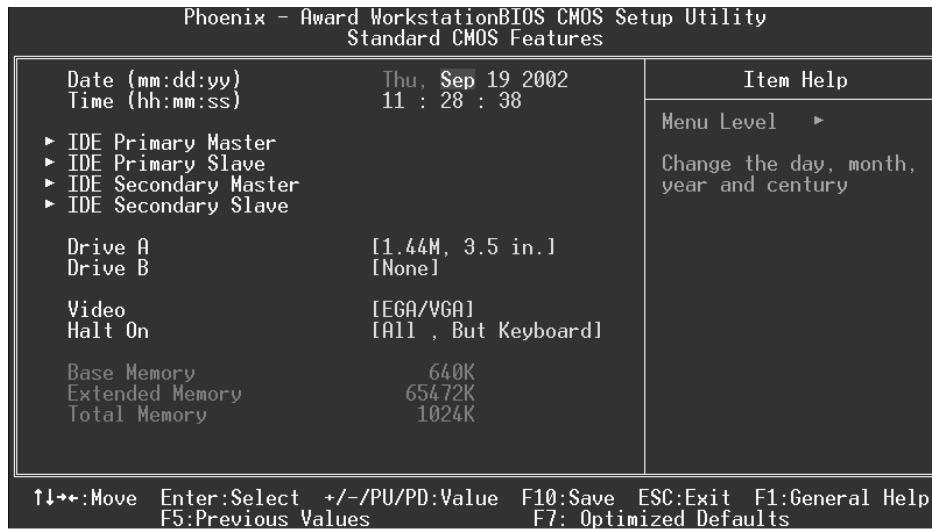 Phoenix - Award WorkstationBIOS CMOS Setup Utility
Standard CMOS Features
Date (mm:dd:yy) Thu, Sep 19 2002
Time (hh:mm:ss) 11 : 28 : 38
► IDE Primary Master
► IDE Primary Slave
► IDE Secondary Master
► IDE Secondary Slave
Drive A [1.44M, 3.5 in.]
Drive B [None]
Video [EGA/VGA]
Halt On [All , But Keyboard]
Base Memory 640K
Extended Memory 65472K
Total Memory 1024K
Item Help
Menu Level ►
Change the day, month,
year and century
↑↓→←:Move Enter:Select +/-/PU/PD:Value F10:Save ESC:Exit F1:General Help
F5:Previous Values F7: Optimized Defaults